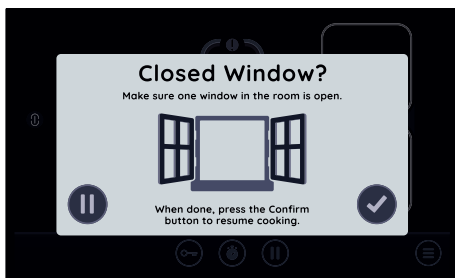 Closed Window?
Make sure one window in the room is open.
When done, press the Confirm
button to resume cooking.